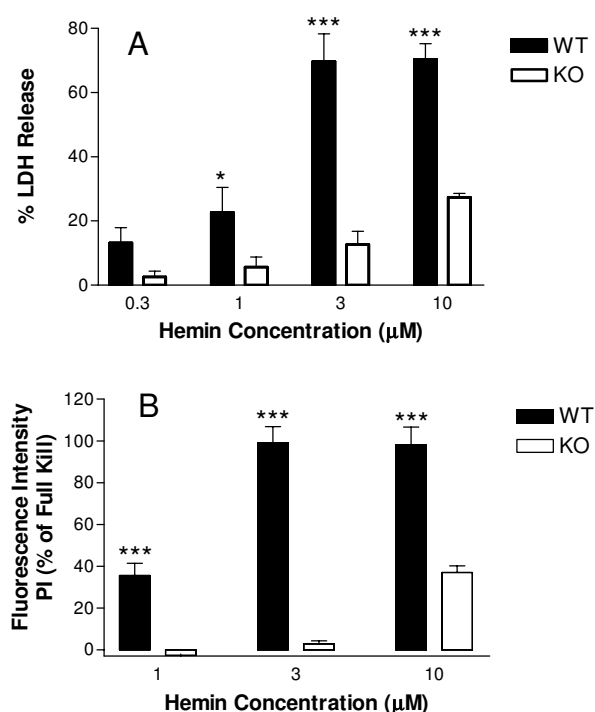 A
WT
KO
% LDH Release
80
60
40
20
0
***
***
*
0.3 1 3 10
Hemin Concentration (μM)
B
WT
KO
Fluorescence Intensity
PI (% of Full Kill)
120
100
80
60
40
20
0
***
***
***
1 3 10
Hemin Concentration (μM)